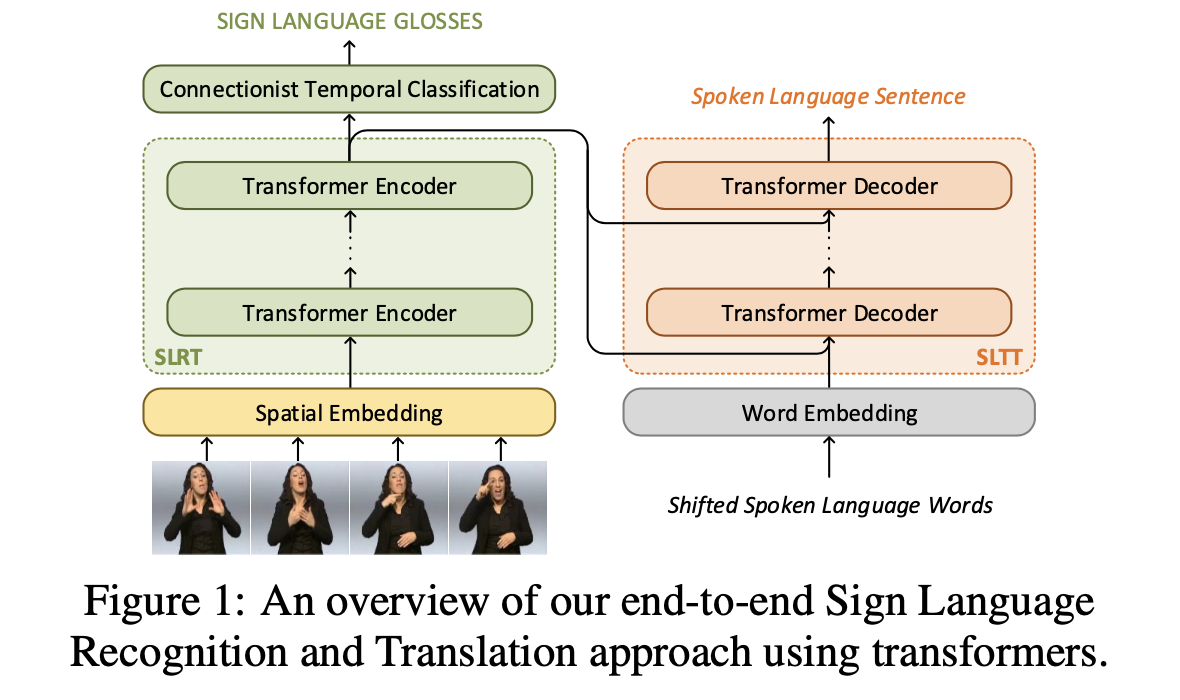 SIGN LANGUAGE GLOSSES
Connectionist Temporal Classification
Transformer Encoder
Transformer Encoder
SLRT
Spatial Embedding
Spoken Language Sentence
Transformer Decoder
Transformer Decoder
SLTT
Word Embedding
Shifted Spoken Language Words
Figure 1: An overview of our end-to-end Sign Language
Recognition and Translation approach using transformers.